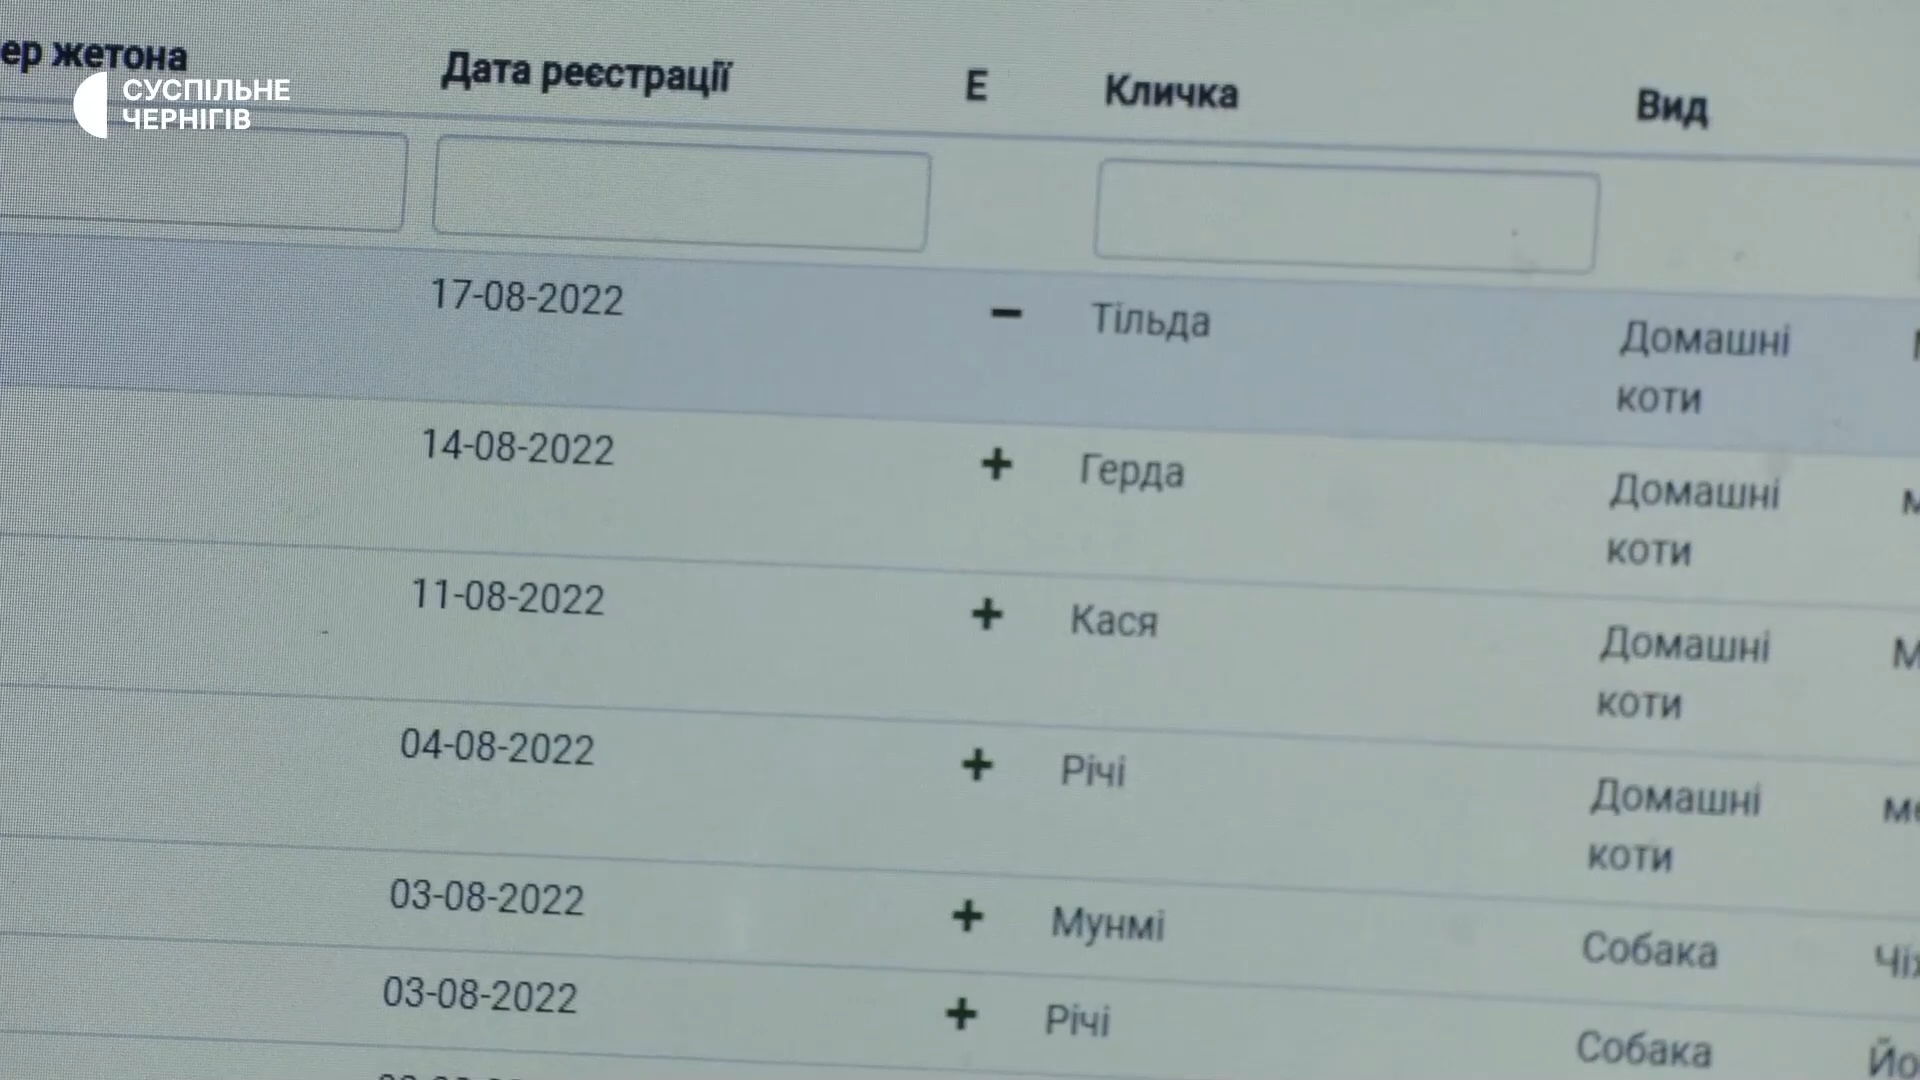 ер жетона Дата реєстрації Е Кличка Вид
СУСПІЛЬНЕ
ЧЕРНІГІВ
17-08-2022 – Тільда Домашні
коти
14-08-2022 + Герда Домашні
коти
11-08-2022 + Кася Домашні
коти
04-08-2022 + Річі Домашні
коти
03-08-2022 + Мунмі Собака
03-08-2022 + Річі Собака